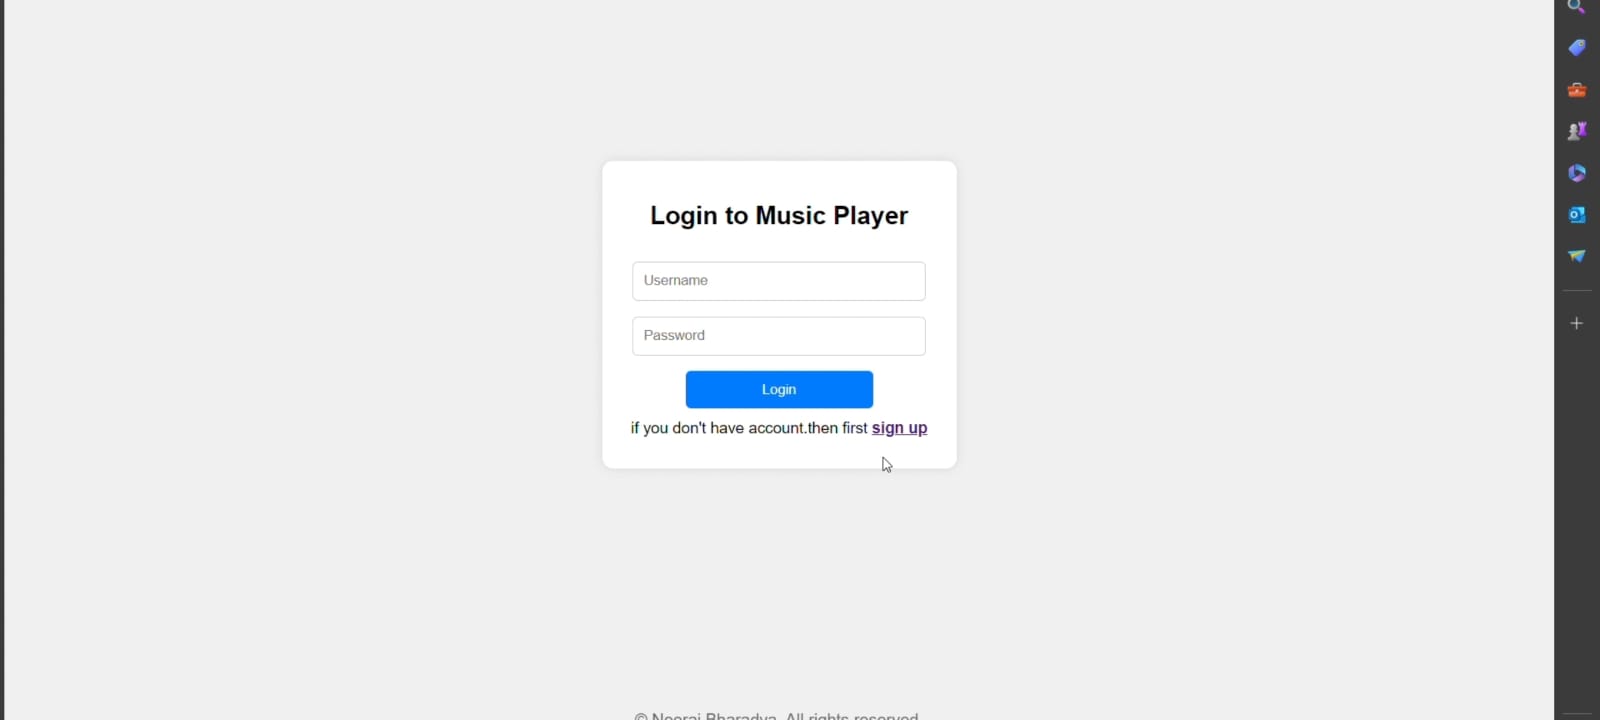 Login to Music Player
Username
Password
Login
if you don't have account.then first sign up
© Neeraj Bharadva. All rights reserved